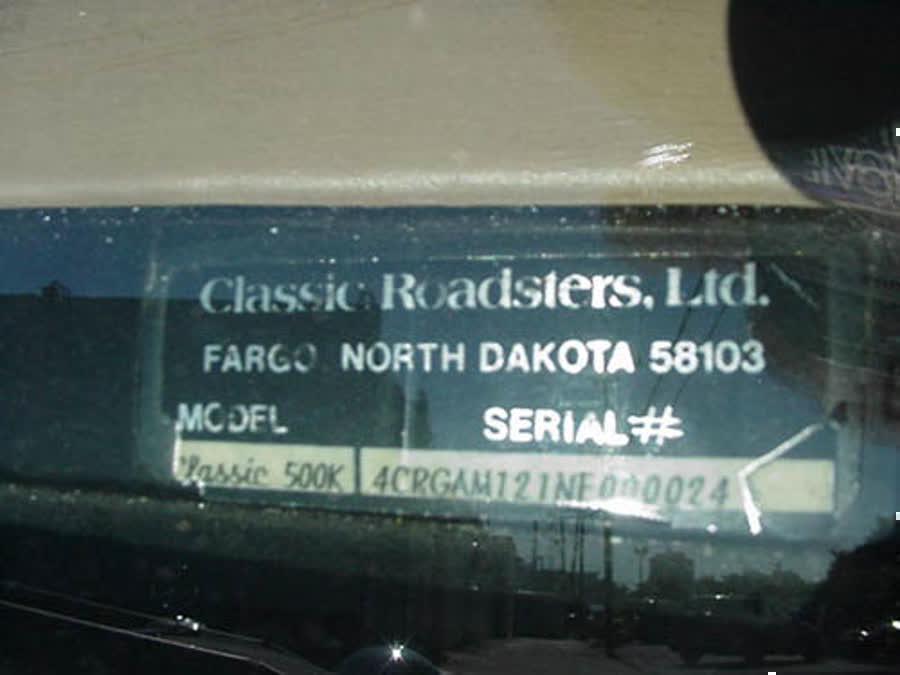 Classic Roadsters, Ltd.
FARGO NORTH DAKOTA 58103
MODEL SERIAL#
Classic 500K 4CRGAM121NE000024